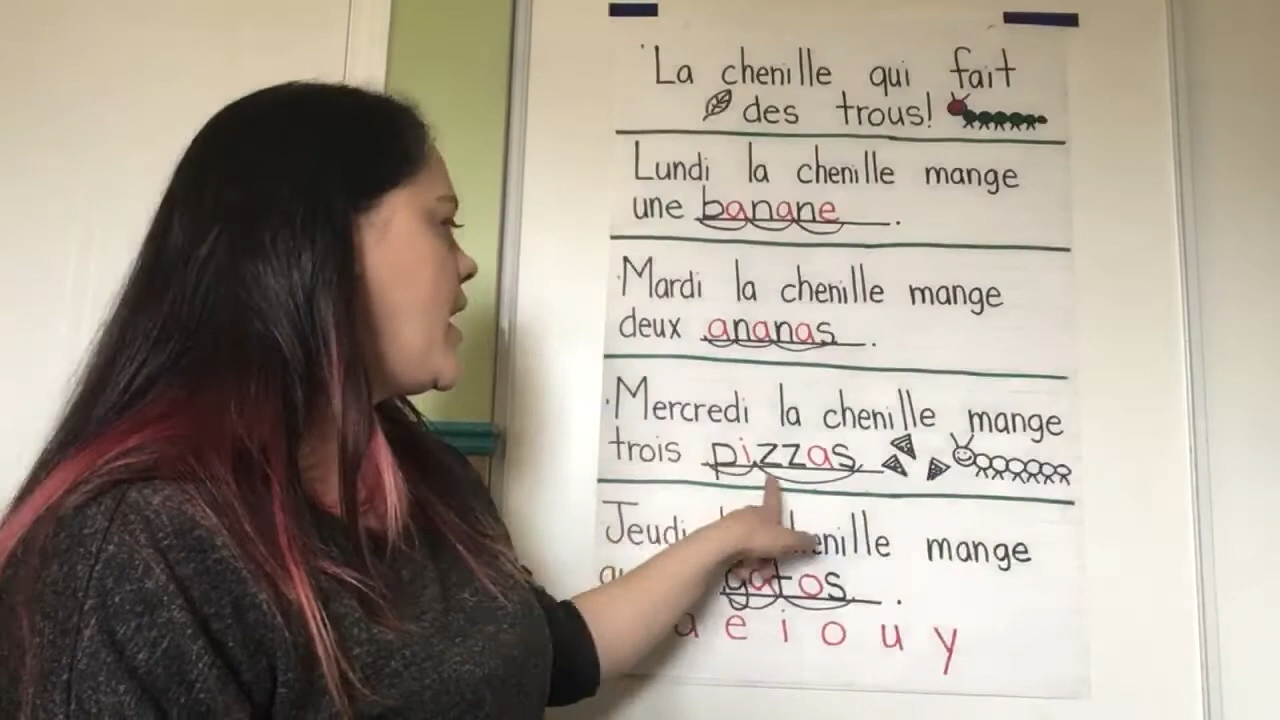 La chenille qui fait
des trous!
Lundi la chenille mange
une banane.
Mardi la chenille mange
deux ananas.
Mercredi la chenille mange
trois pizzas
Jeudi chenille mange
gatos.
a e i o u y